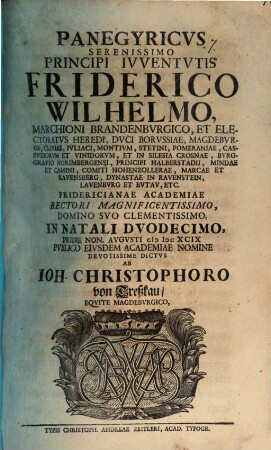 PANEGYRICVS
SERENISSIMO
PRINCIPI IVVENTVTIS
FRIDERICO
WILHELMO,
MARCHIONI BRANDENBVRGICO, ET ELE-
CTORATVS HEREDI, DVCI BORVSSIAE, MAGDEBVR-
GI, CLIVIAE, IVLIACI, MONTIVM, STETINI, POMERANIAE, CAS-
SVBIORVM ET VINIDORVM, ET IN SILESIA CROSNAE, BVRG-
GRAVIO NORIMBERGENSI, PRINCIPI HALBERSTADII, MINDAE
ET CAMINI, COMITI HOHENZOLLERAE, MARCAE ET
RAVENSBERG, DYNASTAE IN RAVENSTEIN,
LAVENBVRG ET BVTAV, ETC.
FRIDERICIANAE ACADEMIAE
RECTORI MAGNIFICENTISSIMO,
DOMINO SVO CLEMENTISSIMO,
IN NATALI DVODECIMO,
PRIDIE NON. AVGVSTI cIɔ Iɔc XCIX
PVBLICO EIVSDEM ACADEMIAE NOMINE
DEVOTISSIME DICTVS
AB
IOH. CHRISTOPHORO
von Treßkau/
EQVITE MAGDEBVRGICO,
TYPIS CHRISTOPH. ANDREAE ZEITLERI, ACAD. TYPOGR.